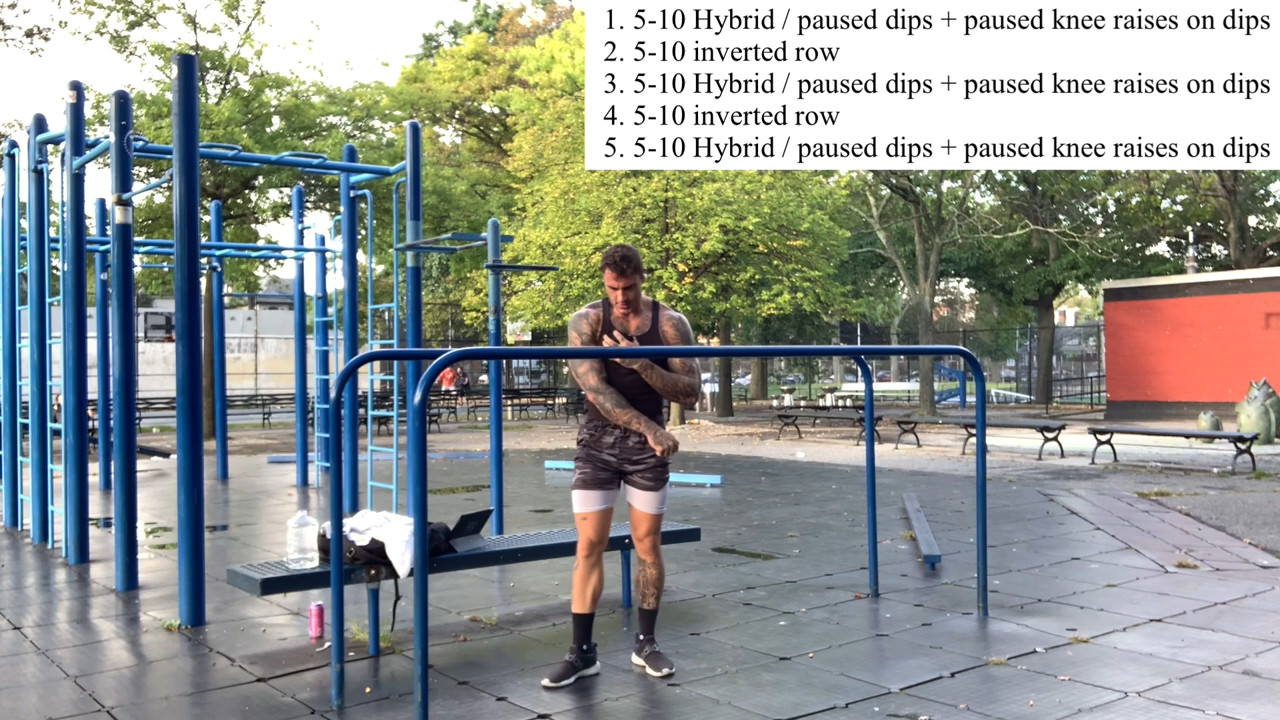 1. 5-10 Hybrid / paused dips + paused knee raises on dips
2. 5-10 inverted row
3. 5-10 Hybrid / paused dips + paused knee raises on dips
4. 5-10 inverted row
5. 5-10 Hybrid / paused dips + paused knee raises on dips